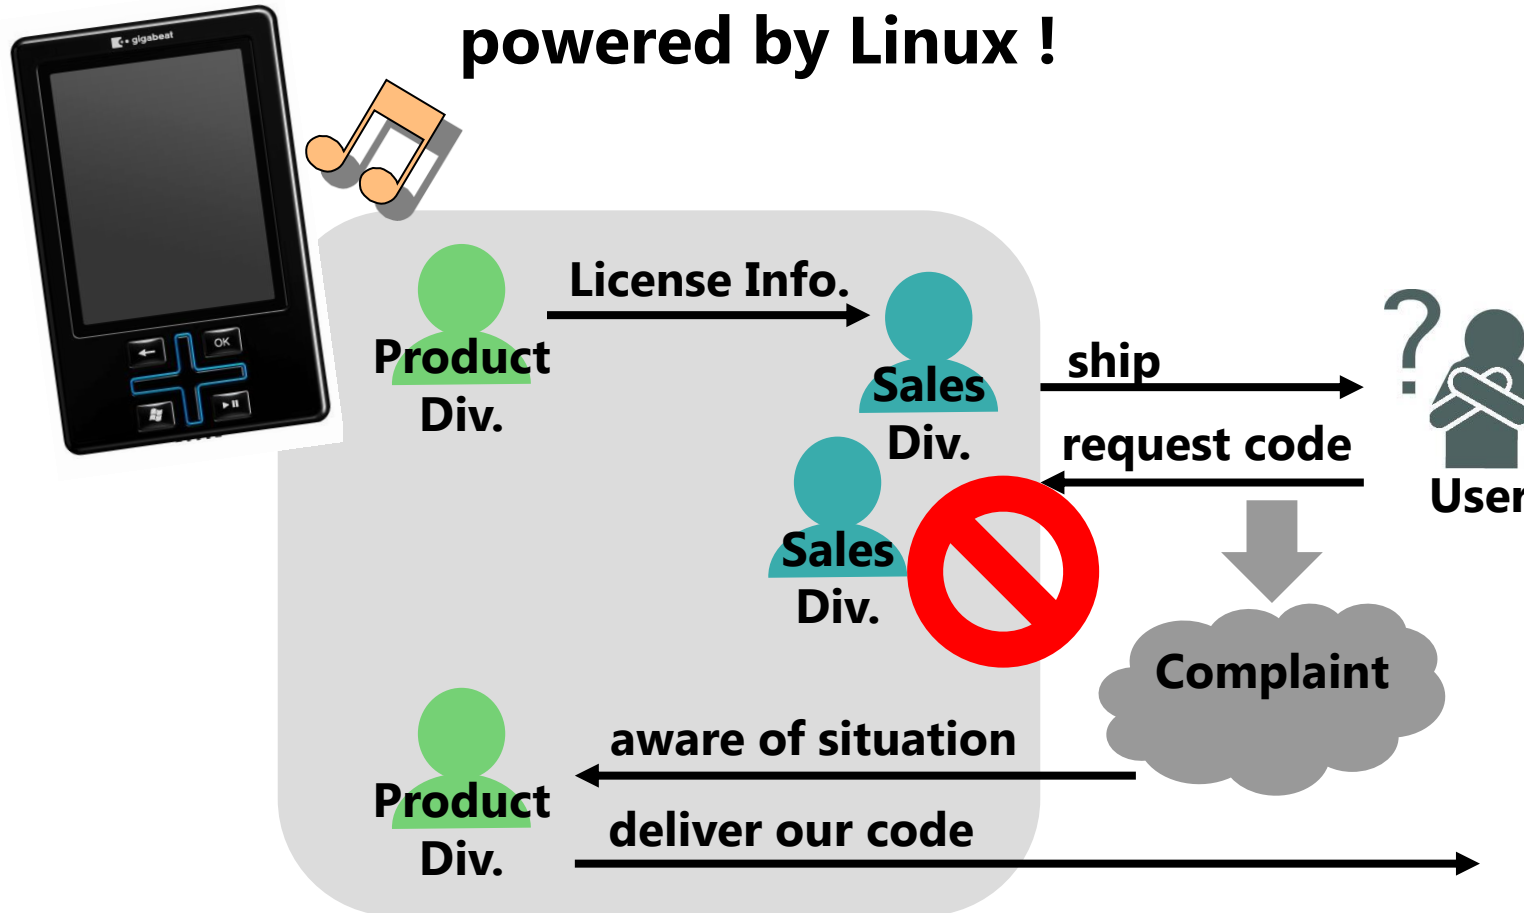 powered by Linux !
gigabeat
OK
License Info.
Product
Div.
Sales
Div.
ship
request code
User
Sales
Div.
Complaint
aware of situation
Product
Div.
deliver our code